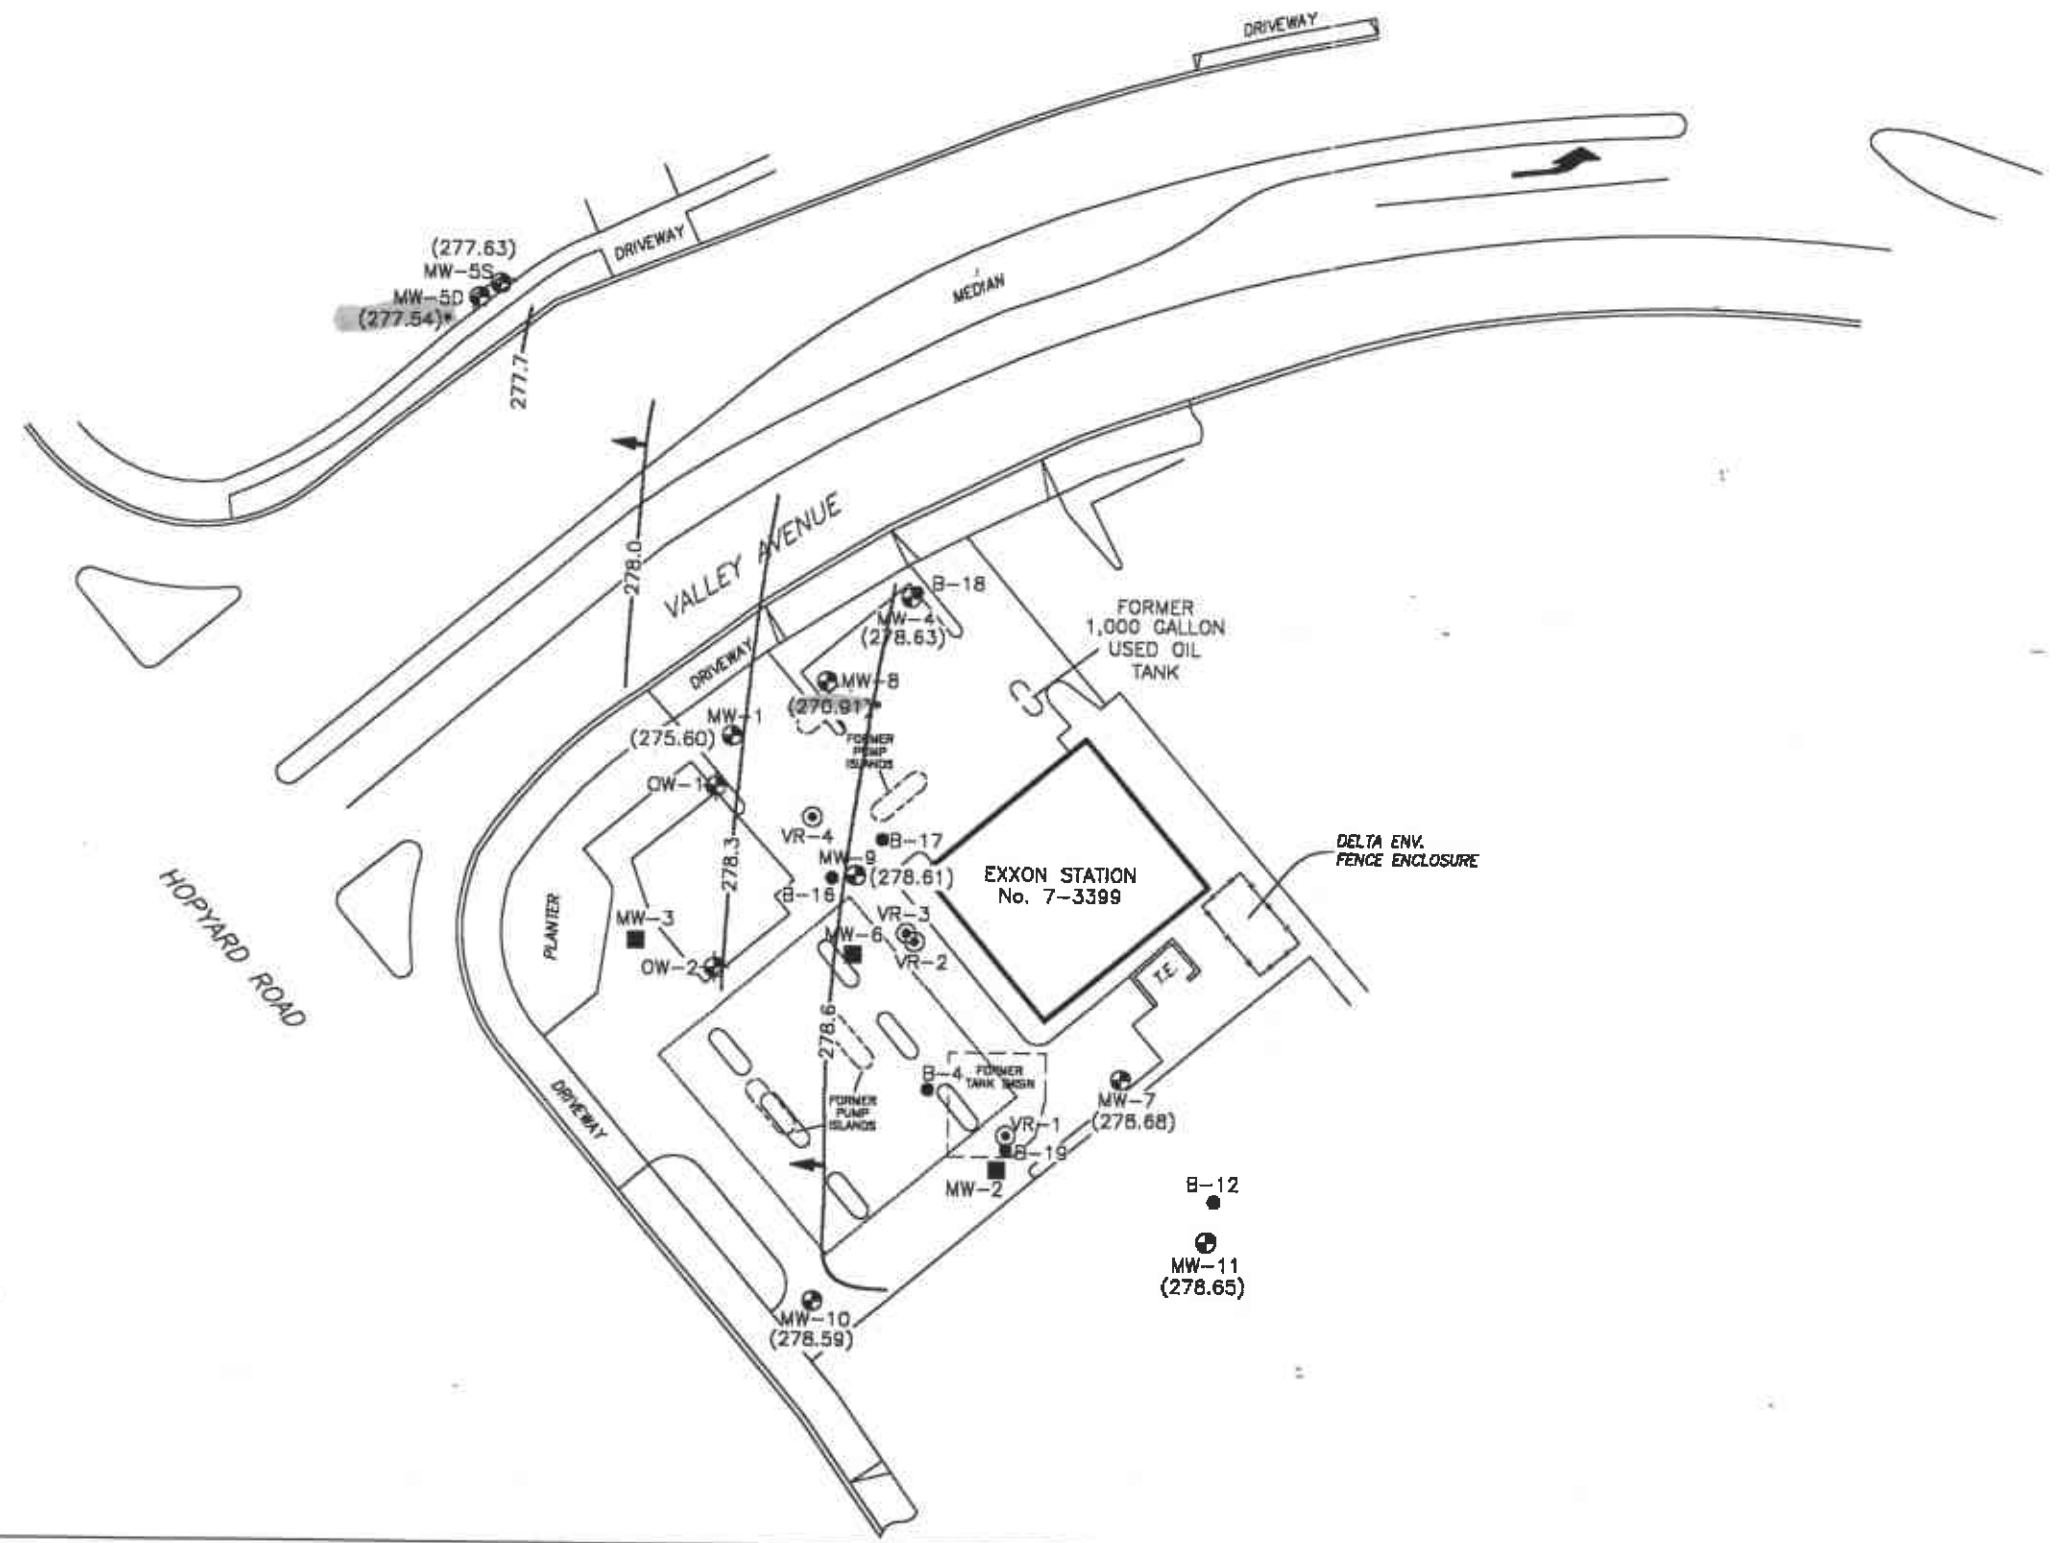 DRIVEWAY
(277.63)
MW-5S
MW-5D
(277.54)*
DRIVEWAY
MEDIAN
277.7
278.0
VALLEY AVENUE
B-18
MW-4
(278.63)
FORMER
1,000 GALLON
USED OIL
TANK
DRIVEWAY
MW-8
(270.91)*
MW-1
(275.60)
FORMER
PUMP
ISLANDS
OW-1
VR-4
B-17
278.3
MW-9
(278.61)
B-16
EXXON STATION
No. 7-3399
DELTA ENV.
FENCE ENCLOSURE
HOPYARD ROAD
PLANTER
MW-3
VR-3
MW-6
VR-2
OW-2
T.E.
278.6
B-4
FORMER
TANK BASIN
MW-7
(278.68)
DRIVEWAY
FORMER
PUMP
ISLANDS
VR-1
B-19
MW-2
B-12
MW-11
(278.65)
MW-10
(278.59)